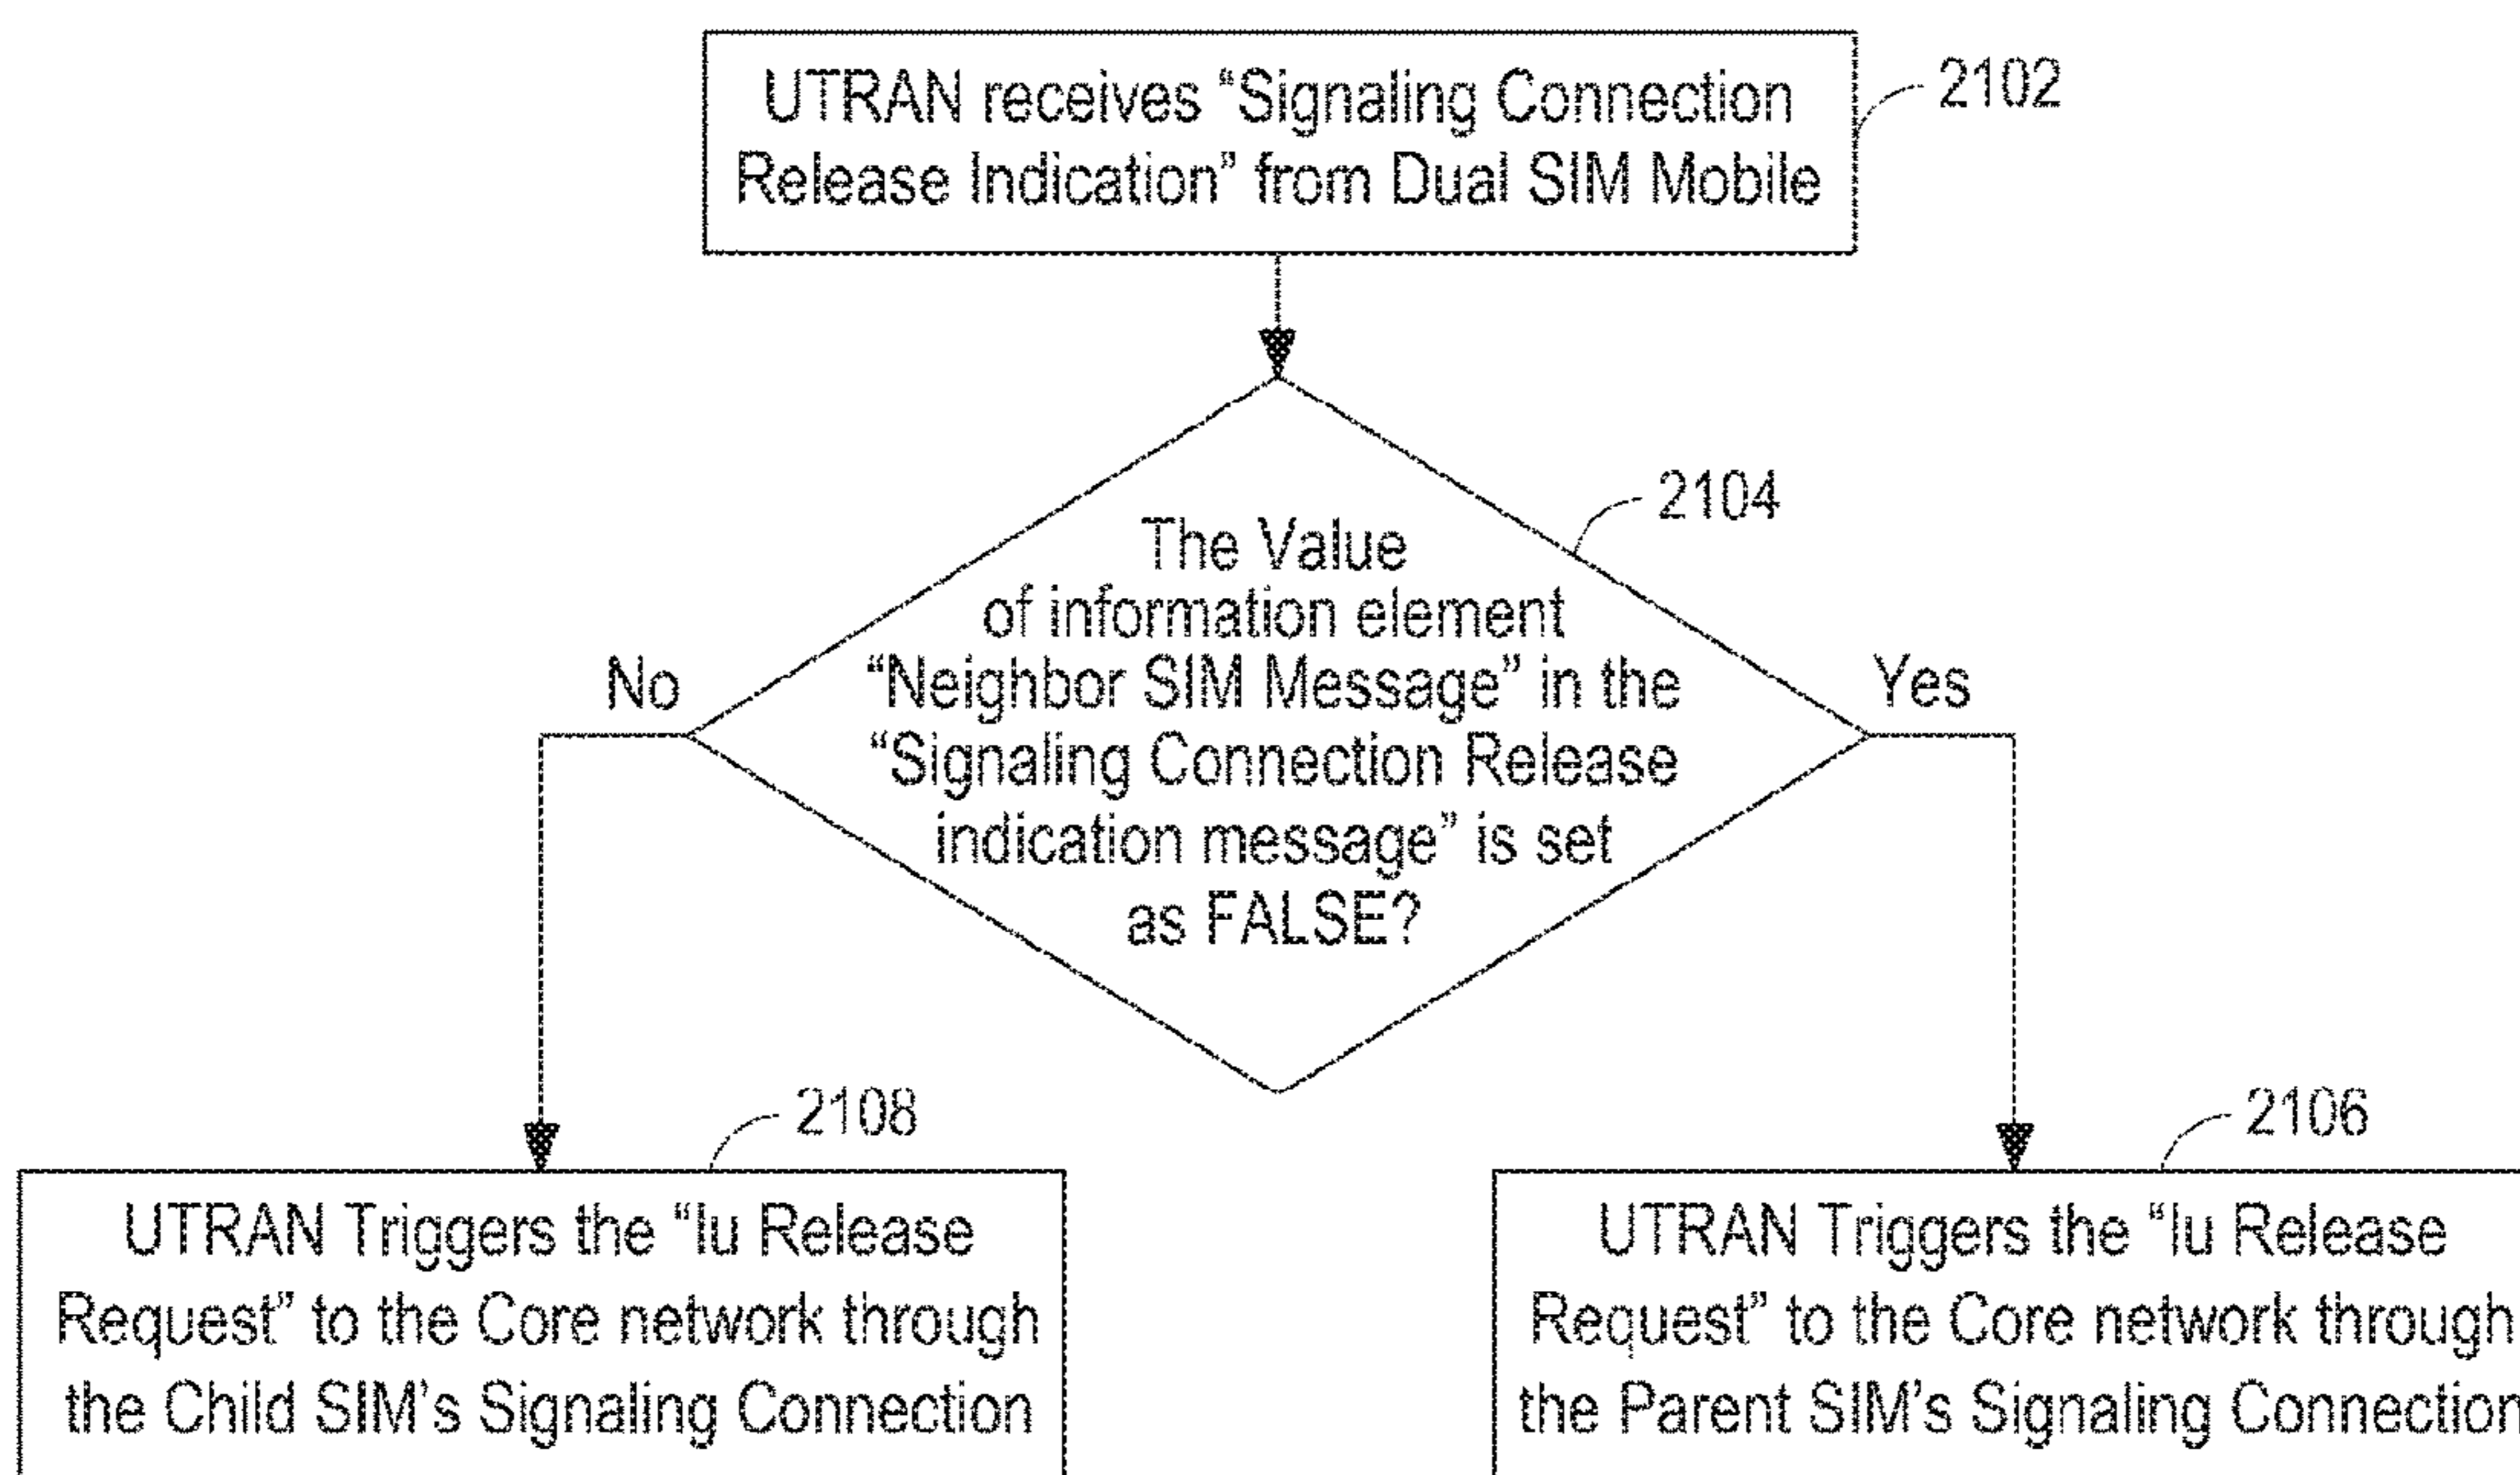 UTRAN receives “Signaling Connection
Release Indication” from Dual SIM Mobile
2102
2104
The Value
of information element
“Neighbor SIM Message” in the
“Signaling Connection Release
indication message” is set
as FALSE?
No
Yes
2108
UTRAN Triggers the “Iu Release
Request” to the Core network through
the Child SIM’s Signaling Connection
2106
UTRAN Triggers the “Iu Release
Request” to the Core network through
the Parent SIM’s Signaling Connection